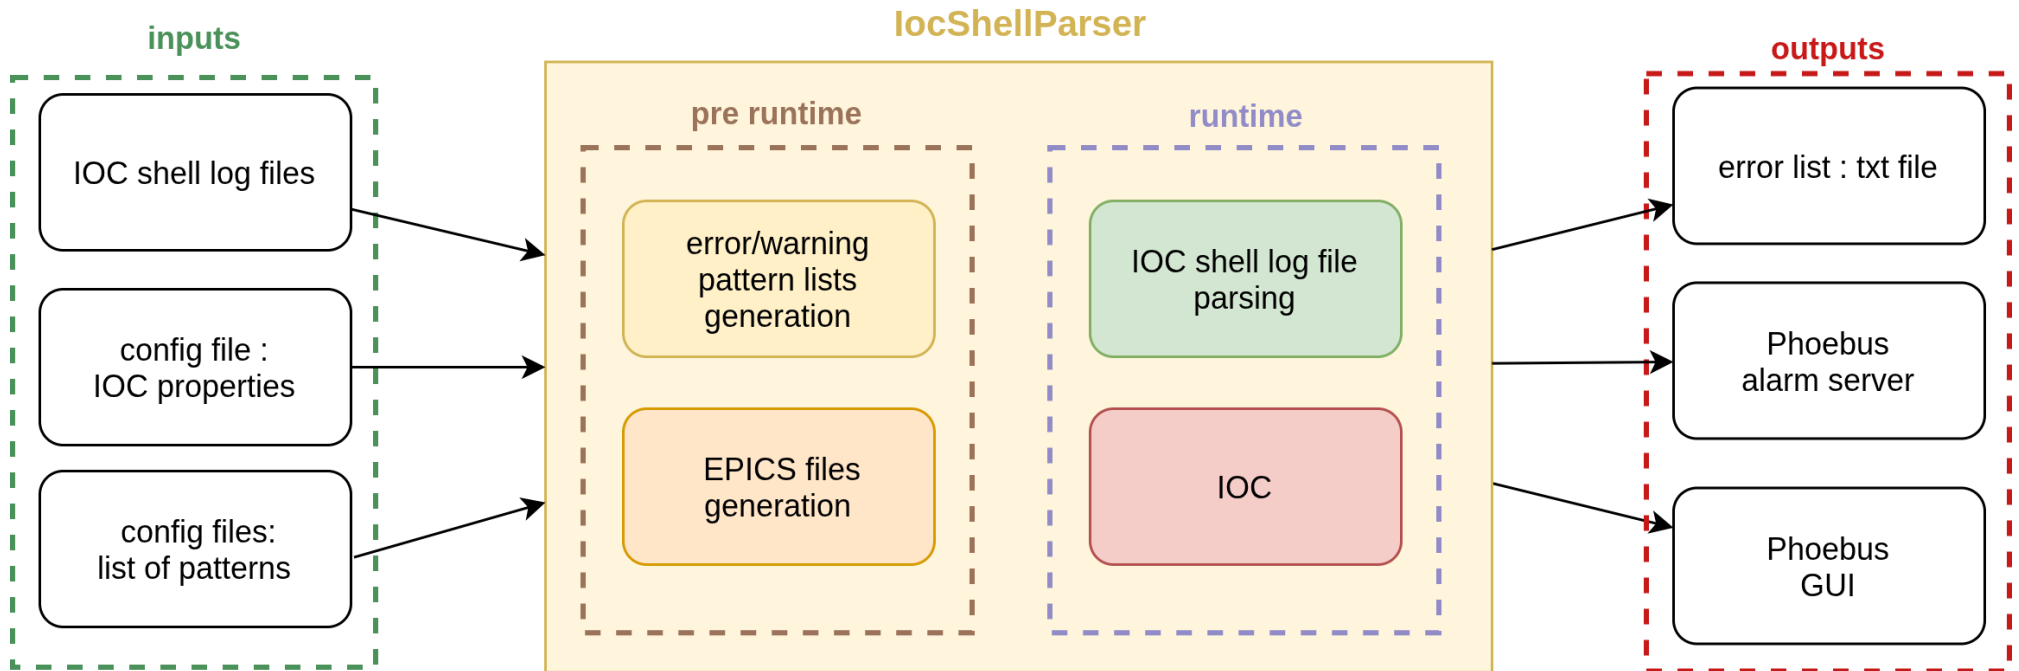 IocShellParser
inputs
IOC shell log files
config file :
IOC properties
config files:
list of patterns
pre runtime
error/warning
pattern lists
generation
EPICS files
generation
runtime
IOC shell log file
parsing
IOC
outputs
error list : txt file
Phoebus
alarm server
Phoebus
GUI